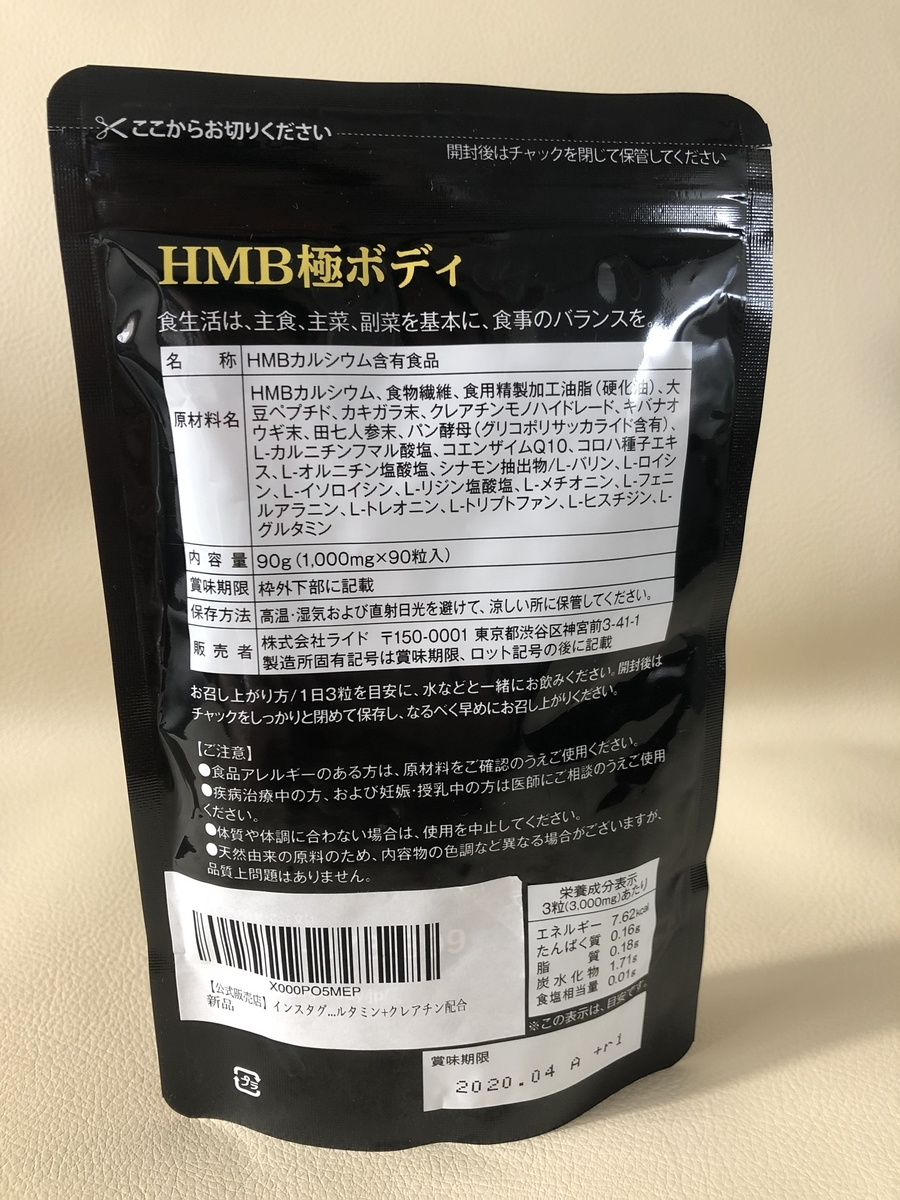 ここからお切りください
開封後はチャックを閉じて保管してください
HMB極ボディ
食生活は、主食、主菜、副菜を基本に、食事のバランスを。
名 称 HMBカルシウム含有食品
原材料名 HMBカルシウム、食物繊維、食用精製加工油脂(硬化油)、大
豆ペプチド、カキガラ末、クレアチンモノハイドレード、キバナオ
ウギ末、田七人参末、パン酵母(グリコポリサッカライド含有)、
L-カルニチンフマル酸塩、コエンザイムQ10、コロハ種子エキ
ス、L-オルニチン塩酸塩、シナモン抽出物/L-バリン、L-ロイシ
ン、L-イソロイシン、L-リジン塩酸塩、L-メチオニン、L-フェニ
ルアラニン、L-トレオニン、L-トリプトファン、L-ヒスチジン、L-
グルタミン
内 容 量 90g(1,000mg×90粒入)
賞味期限 枠外下部に記載
保存方法 高温・湿気および直射日光を避けて、涼しい所に保管してください。
販 売 者 株式会社ライド 〒150-0001 東京都渋谷区神宮前3-41-1
製造所固有記号は賞味期限、ロット記号の後に記載
お召し上がり方/1日3粒を目安に、水などと一緒にお飲みください。開封後は
チャックをしっかりと閉めて保存し、なるべく早めにお召し上がりください。
【ご注意】
●食品アレルギーのある方は、原材料をご確認のうえご使用ください。
●疾病治療中の方、および妊娠・授乳中の方は医師にご相談のうえご使用
ください。
●体質や体調に合わない場合は、使用を中止してください。
●天然由来の原料のため、内容物の色調など異なる場合がございますが、
品質上問題はありません。
X000PO5MEP
【公式販売店】インスタグ...ルタミン+クレアチン配合
新品
栄養成分表示
3粒(3,000mg)あたり
エネルギー 7.62kcal
たんぱく質 0.16g
脂 質 0.18g
炭水化物 1.71g
食塩相当量 0.01g
※この表示は、目安です。
賞味期限
2020.04 A +r1
プラ